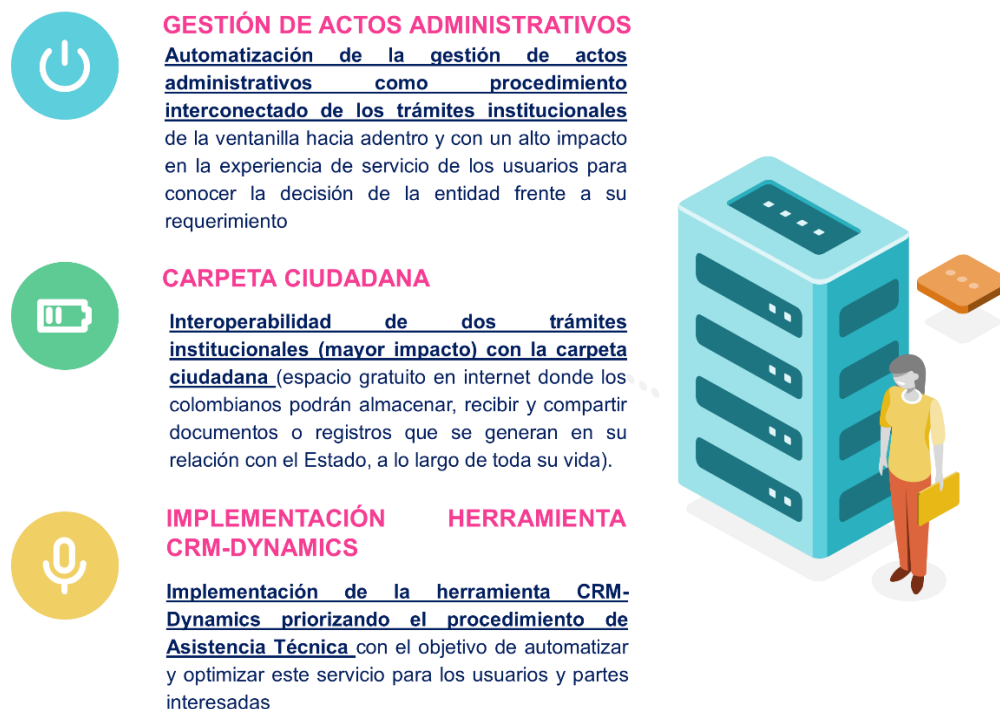 GESTIÓN DE ACTOS ADMINISTRATIVOS
Automatización de la gestión de actos
administrativos como procedimiento
interconectado de los trámites institucionales
de la ventanilla hacia adentro y con un alto impacto
en la experiencia de servicio de los usuarios para
conocer la decisión de la entidad frente a su
requerimiento
CARPETA CIUDADANA
Interoperabilidad de dos trámites
institucionales (mayor impacto) con la carpeta
ciudadana (espacio gratuito en internet donde los
colombianos podrán almacenar, recibir y compartir
documentos o registros que se generan en su
relación con el Estado, a lo largo de toda su vida).
IMPLEMENTACIÓN HERRAMIENTA
CRM-DYNAMICS
Implementación de la herramienta CRM-
Dynamics priorizando el procedimiento de
Asistencia Técnica con el objetivo de automatizar
y optimizar este servicio para los usuarios y partes
interesadas